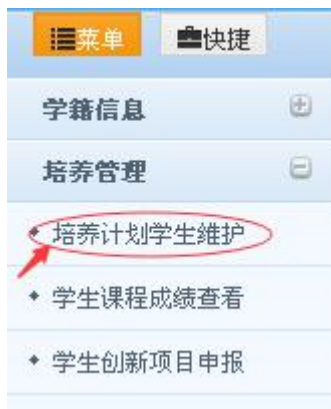 菜单 快捷
学籍信息
培养管理
培养计划学生维护
学生课程成绩查看
学生创新项目申报